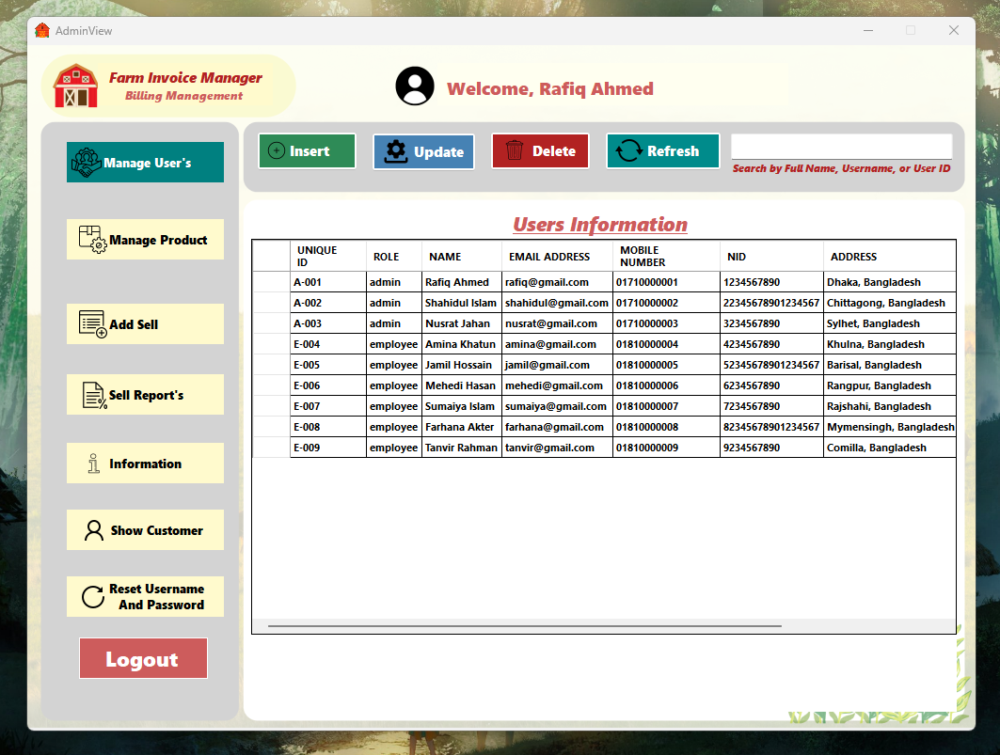 AdminView
Farm Invoice Manager
Billing Management
Welcome, Rafiq Ahmed
Manage User's
Manage Product
Add Sell
Sell Report's
Information
Show Customer
Reset Username
And Password
Logout
Insert
Update
Delete
Refresh
Search by Full Name, Username, or User ID
Users Information
UNIQUE ID ROLE NAME EMAIL ADDRESS MOBILE NUMBER NID ADDRESS
A-001 admin Rafiq Ahmed rafiq@gmail.com 01710000001 1234567890 Dhaka, Bangladesh
A-002 admin Shahidul Islam shahidul@gmail.com 01710000002 22345678901234567 Chittagong, Bangladesh
A-003 admin Nusrat Jahan nusrat@gmail.com 01710000003 3234567890 Sylhet, Bangladesh
E-004 employee Amina Khatun amina@gmail.com 01810000004 4234567890 Khulna, Bangladesh
E-005 employee Jamil Hossain jamil@gmail.com 01810000005 52345678901234567 Barisal, Bangladesh
E-006 employee Mehedi Hasan mehedi@gmail.com 01810000006 6234567890 Rangpur, Bangladesh
E-007 employee Sumaiya Islam sumaiya@gmail.com 01810000007 7234567890 Rajshahi, Bangladesh
E-008 employee Farhana Akter farhana@gmail.com 01810000008 82345678901234567 Mymensingh, Bangladesh
E-009 employee Tanvir Rahman tanvir@gmail.com 01810000009 9234567890 Comilla, Bangladesh